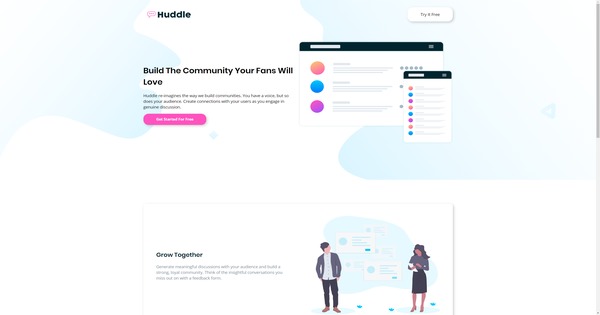 Huddle
Try it Free
Build The Community Your Fans Will
Love
Huddle re-imagines the way we build communities. You have a voice, but so
does your audience. Create connections with your users as you engage in
genuine discussion.
Get Started For Free
Grow Together
Generate meaningful discussions with your audience and build a
strong, loyal community. Think of the insightful conversations you
miss out on with a feedback form.